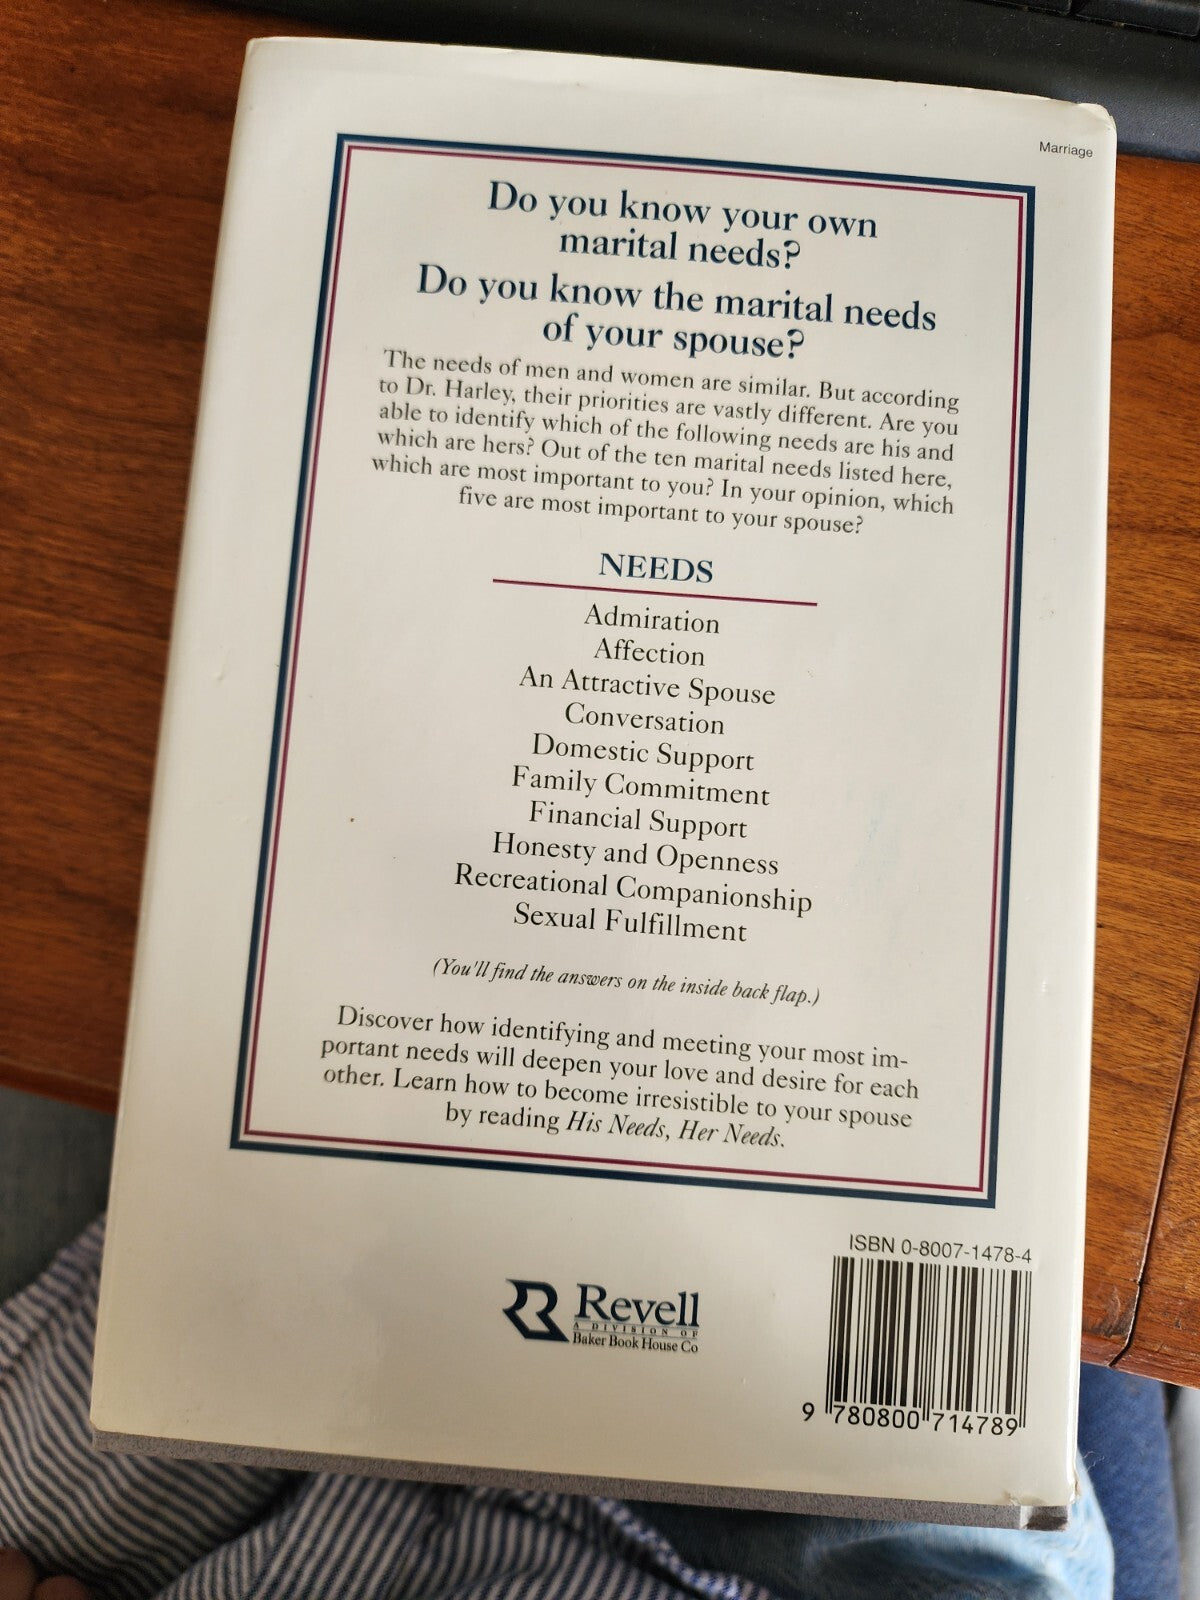 Marriage
Do you know your own
marital needs?
Do you know the marital needs
of your spouse?
The needs of men and women are similar. But according
to Dr. Harley, their priorities are vastly different. Are you
able to identify which of the following needs are his and
which are hers? Out of the ten marital needs listed here,
which are most important to you? In your opinion, which
five are most important to your spouse?
NEEDS
Admiration
Affection
An Attractive Spouse
Conversation
Domestic Support
Family Commitment
Financial Support
Honesty and Openness
Recreational Companionship
Sexual Fulfillment
(You'll find the answers on the inside back flap.)
Discover how identifying and meeting your most im-
portant needs will deepen your love and desire for each
other. Learn how to become irresistible to your spouse
by reading His Needs, Her Needs.
ISBN 0-8007-1478-4
Revell
A DIVISION OF
Baker Book House Co
9 780800 714789